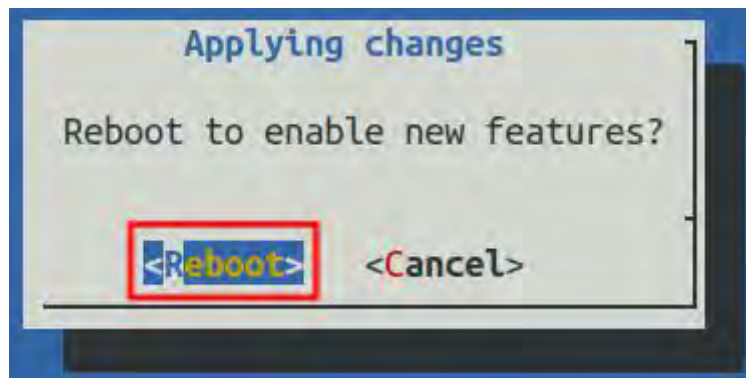 Applying changes
Reboot to enable new features?
<Reboot> <Cancel>